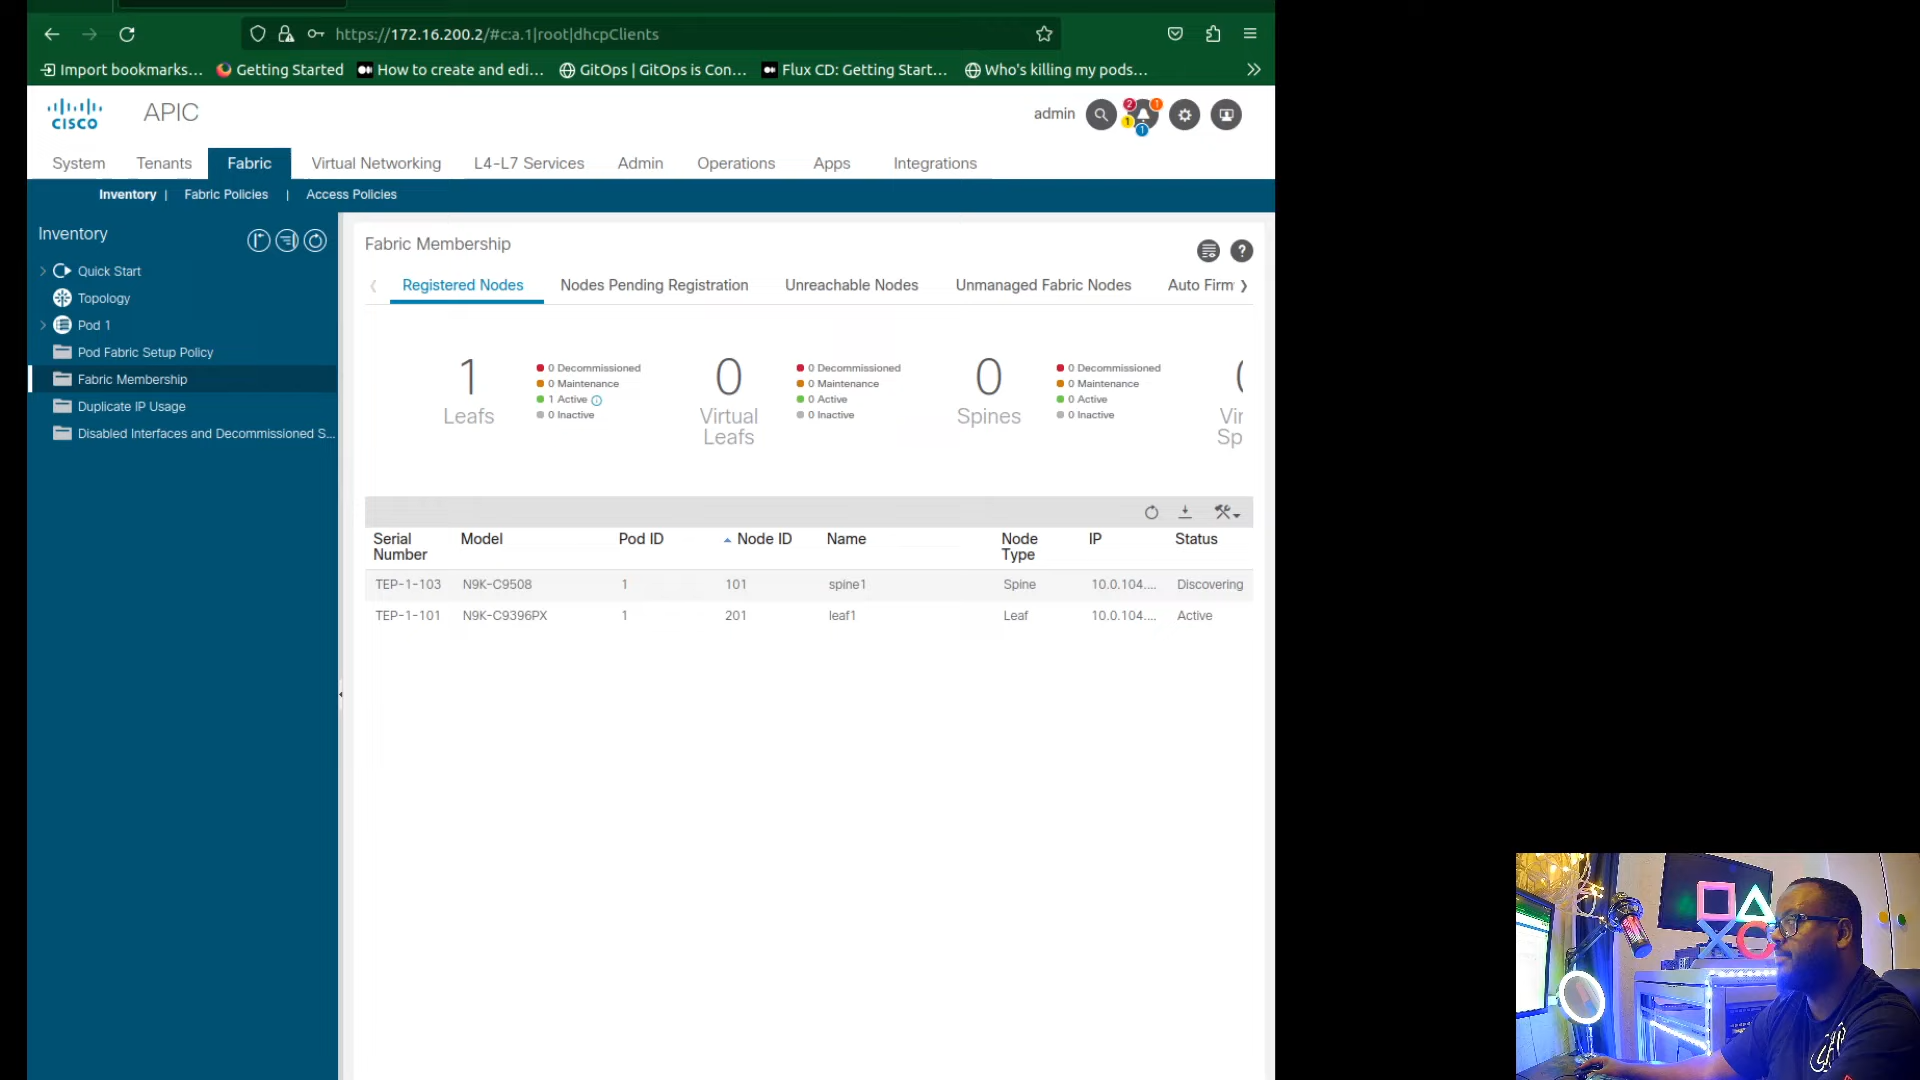 https://172.16.200.2/#c:a.1|root|dhcpClients
Import bookmarks...
Getting Started
How to create and edi...
GitOps | GitOps is Con...
Flux CD: Getting Start...
Who's killing my pods...
CISCO
APIC
admin
2
1
1
1
System
Tenants
Fabric
Virtual Networking
L4-L7 Services
Admin
Operations
Apps
Integrations
Inventory |
Fabric Policies |
Access Policies
Inventory
Quick Start
Topology
Pod 1
Pod Fabric Setup Policy
Fabric Membership
Duplicate IP Usage
Disabled Interfaces and Decommissioned S...
Fabric Membership
Registered Nodes
Nodes Pending Registration
Unreachable Nodes
Unmanaged Fabric Nodes
Auto Firm
1
Leafs
0 Decommissioned
0 Maintenance
1 Active
0 Inactive
0
Virtual
Leafs
0 Decommissioned
0 Maintenance
0 Active
0 Inactive
0
Spines
0 Decommissioned
0 Maintenance
0 Active
0 Inactive
Vir
Sp
Serial Number Model Pod ID Node ID Name Node Type IP Status
TEP-1-103 N9K-C9508 1 101 spine1 Spine 10.0.104.... Discovering
TEP-1-101 N9K-C9396PX 1 201 leaf1 Leaf 10.0.104.... Active